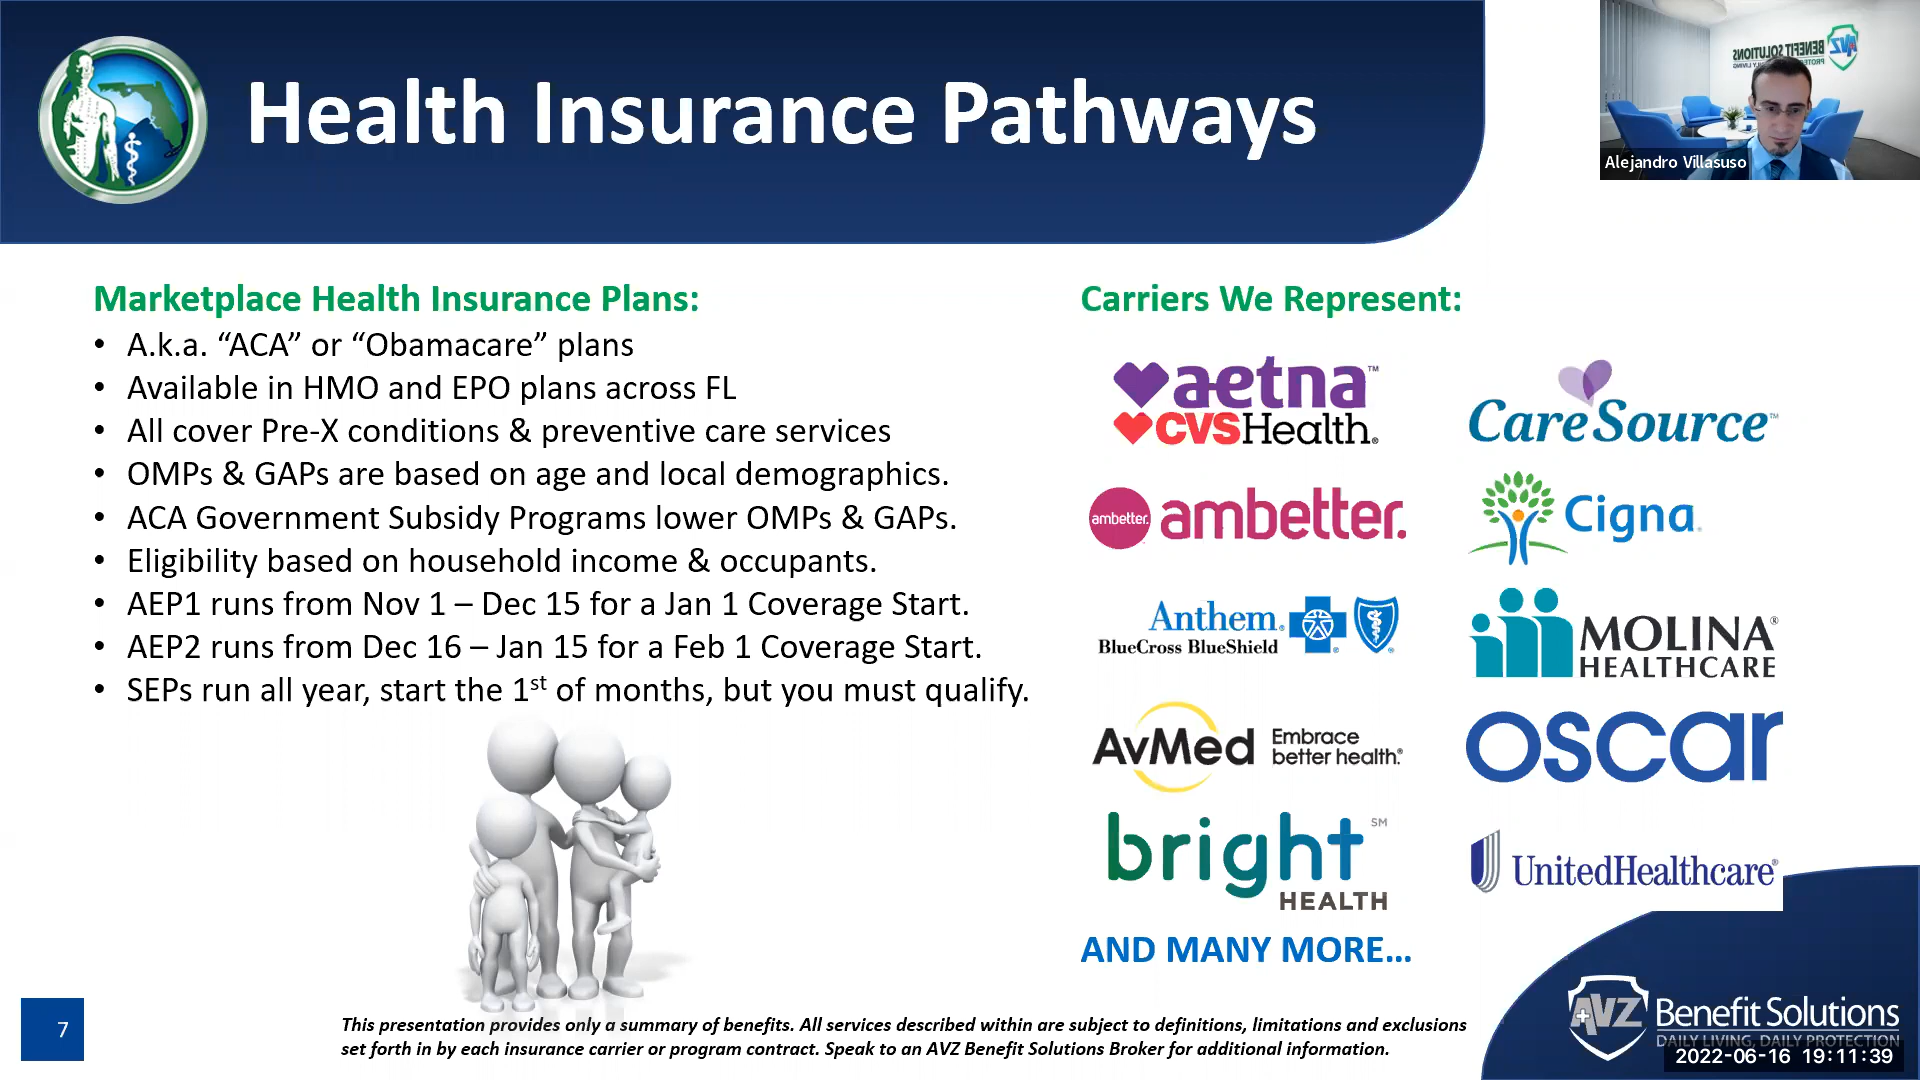 Health Insurance Pathways
BENEFIT SOLUTIONS
AVZ
Alejandro Villasuso
Marketplace Health Insurance Plans:
• A.k.a. “ACA” or “Obamacare” plans
• Available in HMO and EPO plans across FL
• All cover Pre-X conditions & preventive care services
• OMPs & GAPs are based on age and local demographics.
• ACA Government Subsidy Programs lower OMPs & GAPs.
• Eligibility based on household income & occupants.
• AEP1 runs from Nov 1 – Dec 15 for a Jan 1 Coverage Start.
• AEP2 runs from Dec 16 – Jan 15 for a Feb 1 Coverage Start.
• SEPs run all year, start the 1st of months, but you must qualify.
Carriers We Represent:
aetna™
CVSHealth®
CareSource™
ambetter. ambetter.
Cigna®
Anthem®
BlueCross BlueShield
MOLINA®
HEALTHCARE
AvMed
Embrace
better health.®
oscar
bright℠
HEALTH
UnitedHealthcare®
AND MANY MORE…
7
This presentation provides only a summary of benefits. All services described within are subject to definitions, limitations and exclusions
set forth in by each insurance carrier or program contract. Speak to an AVZ Benefit Solutions Broker for additional information.
AVZ Benefit Solutions
DAILY LIVING, DAILY PROTECTION
2022-06-16 19:11:39